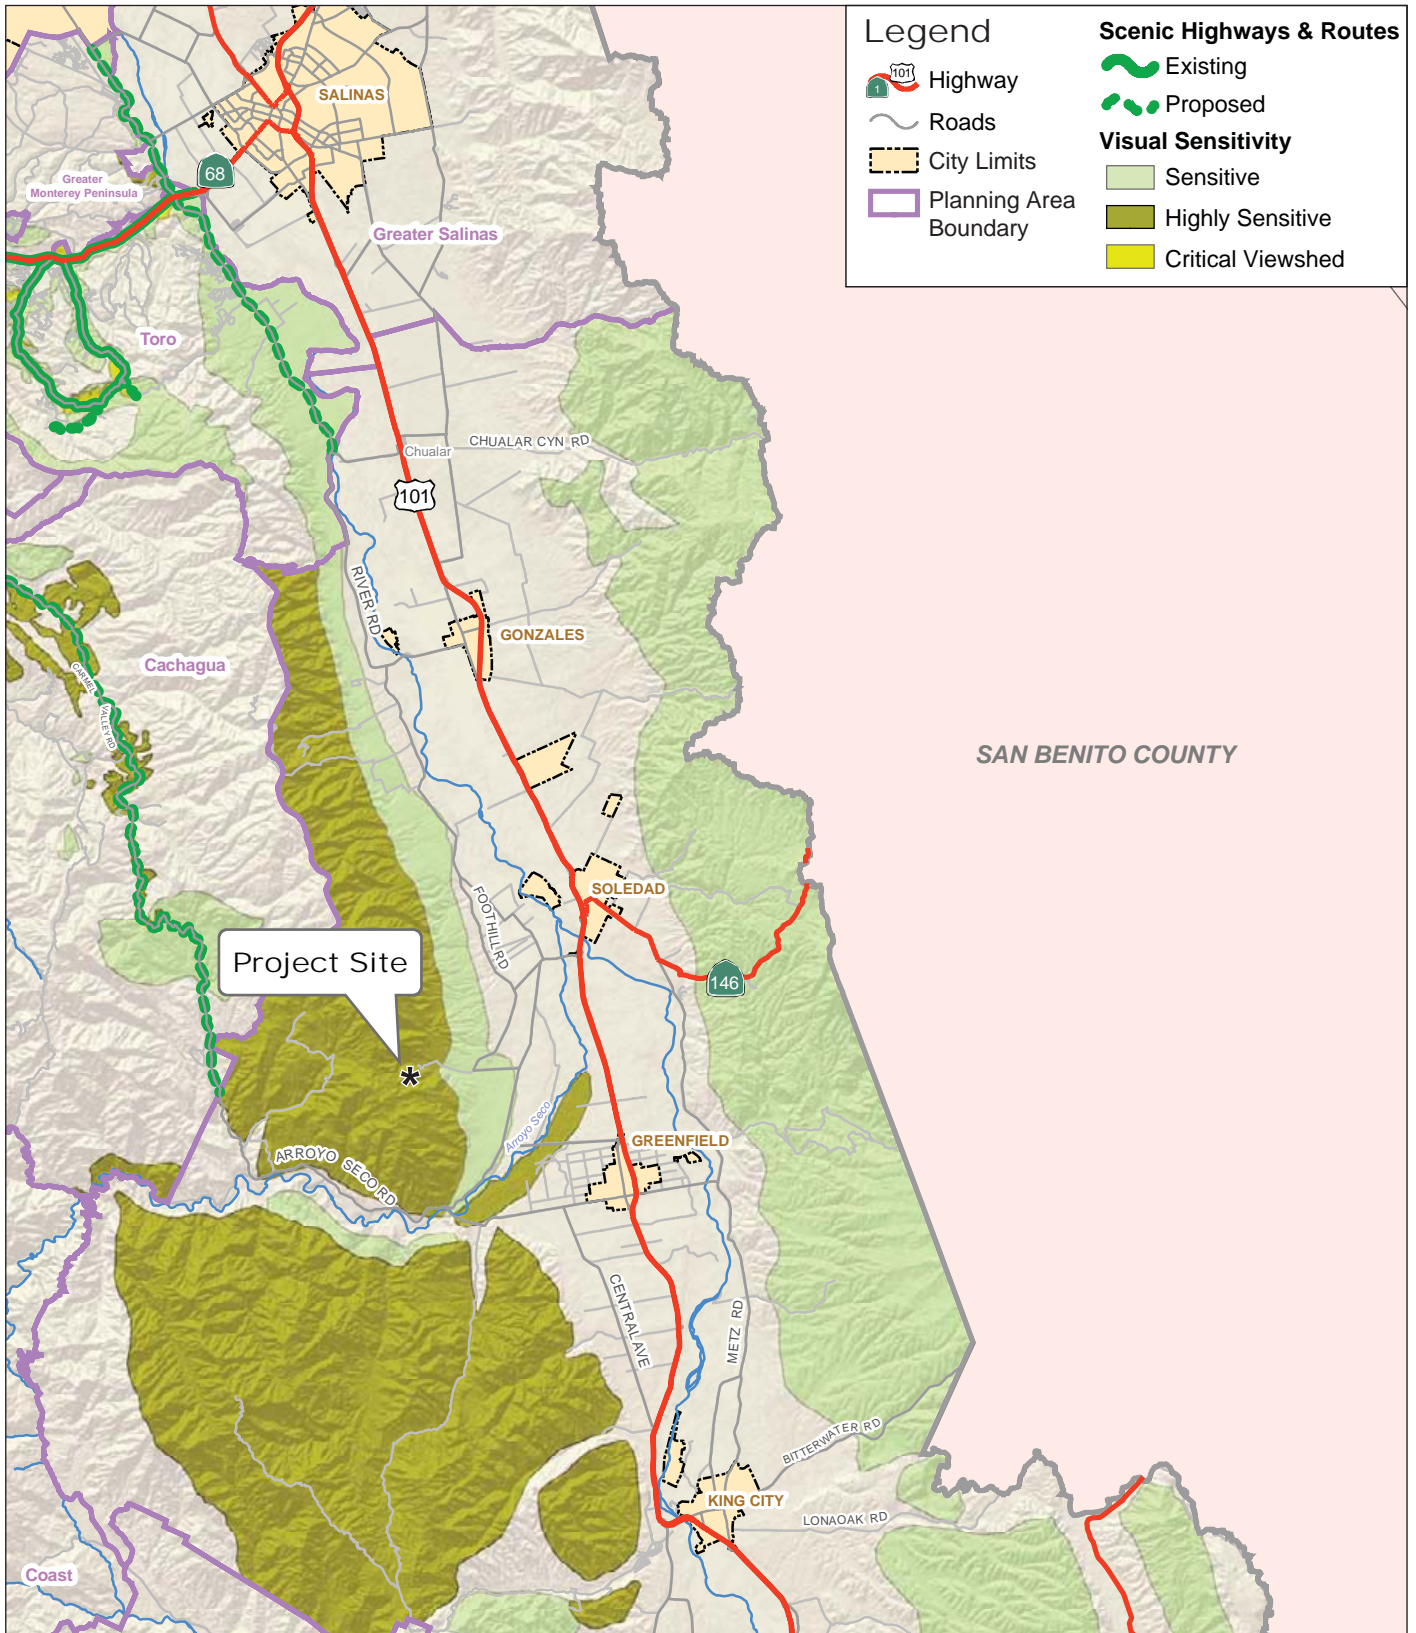 Legend
101
1
Highway
Roads
City Limits
Planning Area
Boundary
Scenic Highways & Routes
Existing
Proposed
Visual Sensitivity
Sensitive
Highly Sensitive
Critical Viewshed
SALINAS
68
Greater
Monterey Peninsula
Greater Salinas
Toro
Chualar
CHUALAR CYN RD
101
RIVER RD
GONZALES
Cachagua
CARMEL
VALLEY RD
SAN BENITO COUNTY
SOLEDAD
FOOTHILL RD
Project Site
146
*
Arroyo Seco
GREENFIELD
ARROYO SECO RD
CENTRAL AVE
METZ RD
BITTERWATER RD
KING CITY
LONAOAK RD
Coast